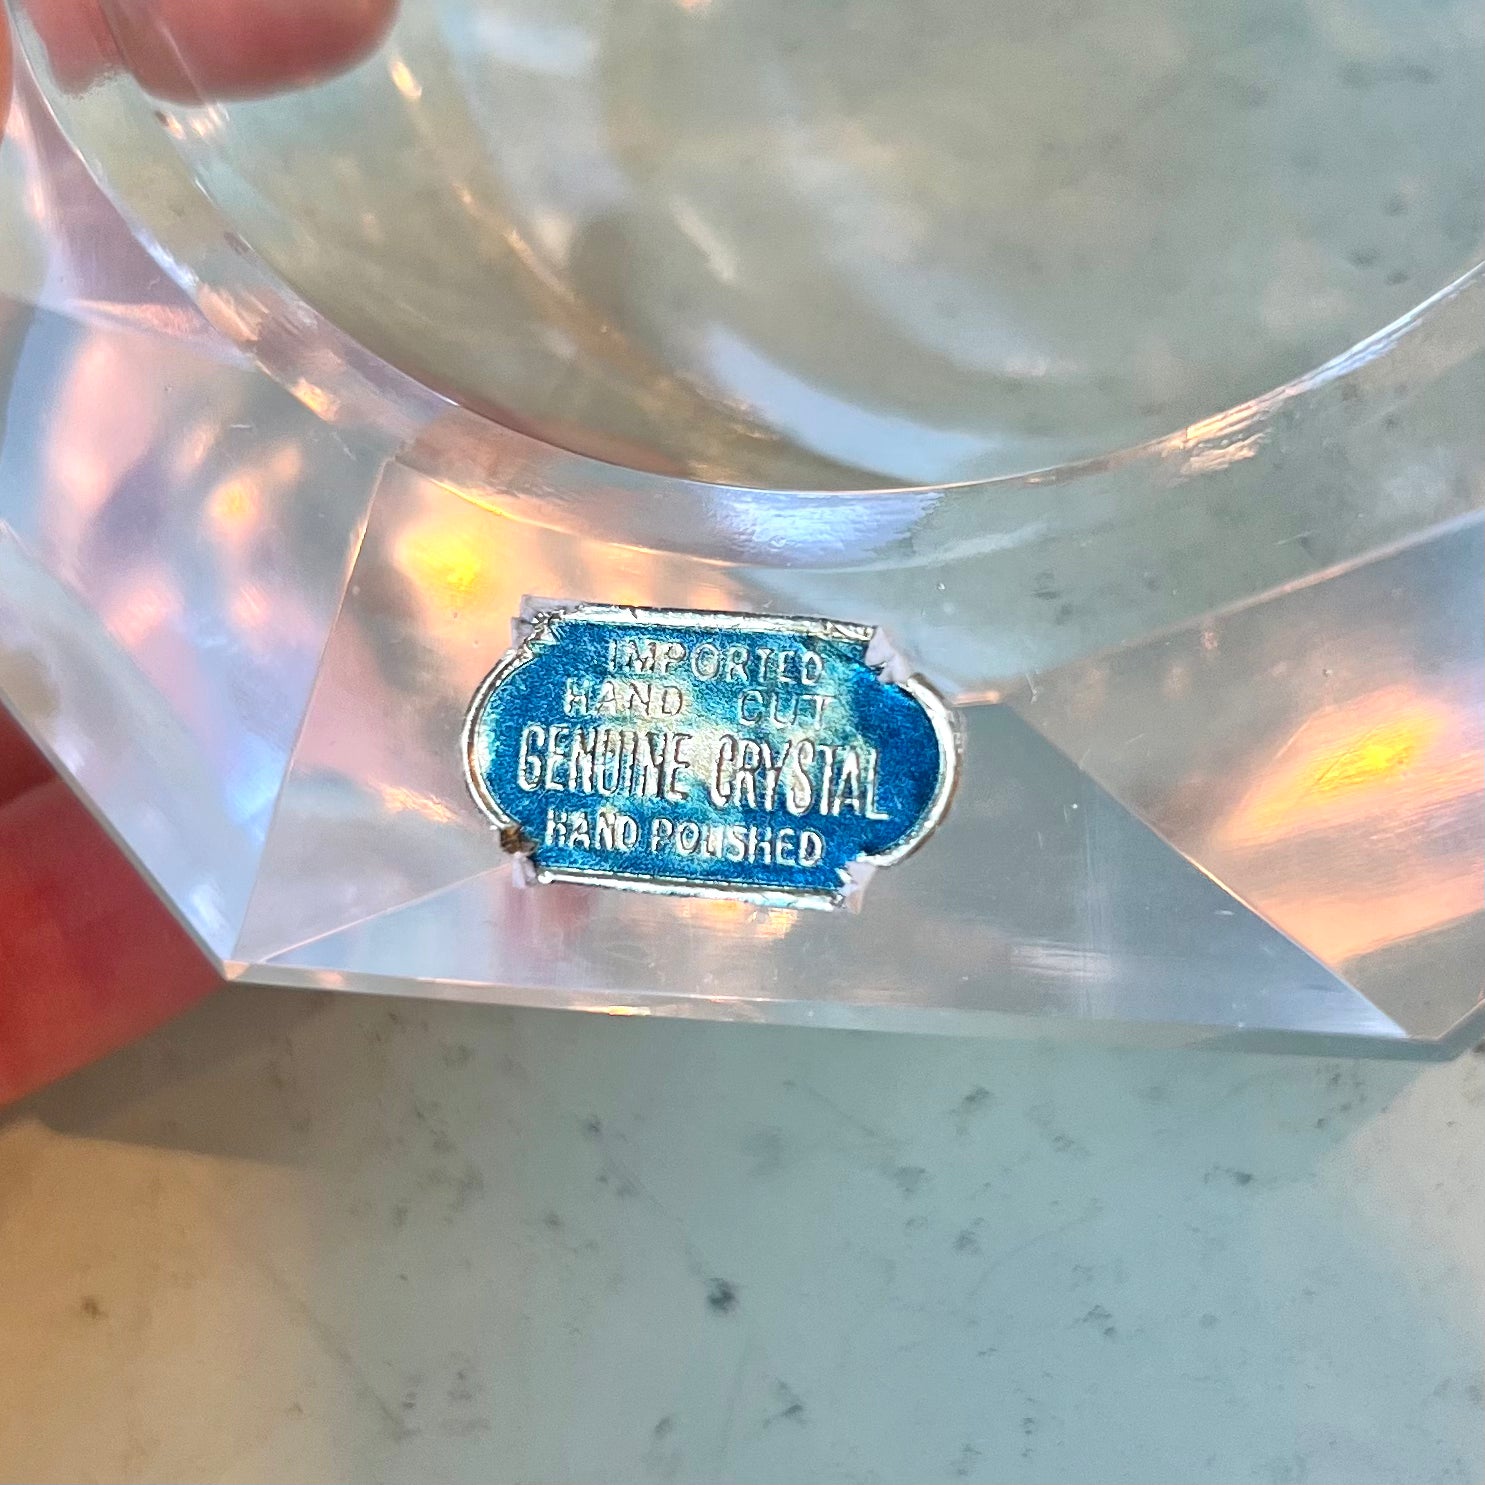 IMPORTED
HAND CUT
GENUINE CRYSTAL
HAND POLISHED